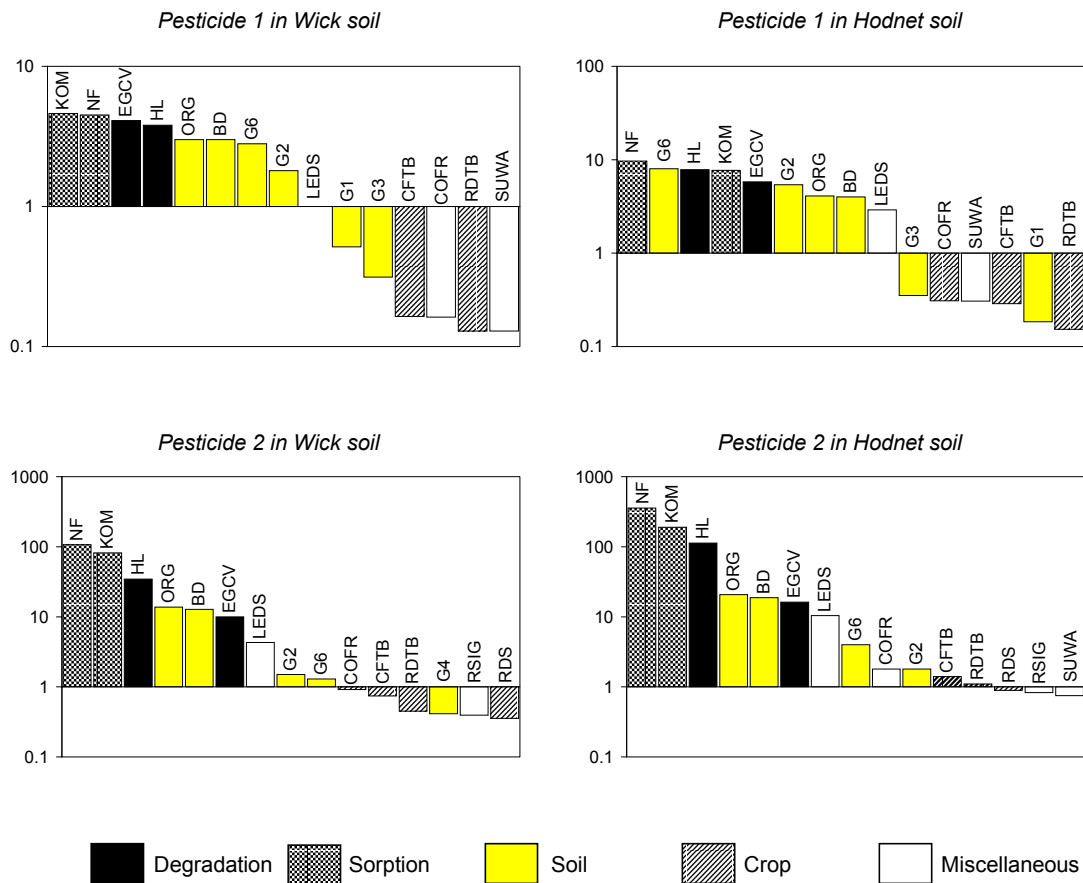 Pesticide 1 in Wick soil
10
1
0.1
KOM
NF
EGCV
HL
ORG
BD
G6
G2
LEDS
G1
G3
CFTB
COFR
RDTB
SUWA
Pesticide 1 in Hodnet soil
100
10
1
0.1
NF
G6
HL
KOM
EGCV
G2
ORG
BD
LEDS
G3
COFR
SUWA
CFTB
G1
RDTB
Pesticide 2 in Wick soil
1000
100
10
1
0.1
NF
KOM
HL
ORG
BD
EGCV
LEDS
G2
G6
COFR
CFTB
RDTB
G4
RSIG
RDS
Pesticide 2 in Hodnet soil
1000
100
10
1
0.1
NF
KOM
HL
ORG
BD
EGCV
LEDS
G6
COFR
G2
CFTB
RDTB
RDS
RSIG
SUWA
Degradation
Sorption
Soil
Crop
Miscellaneous